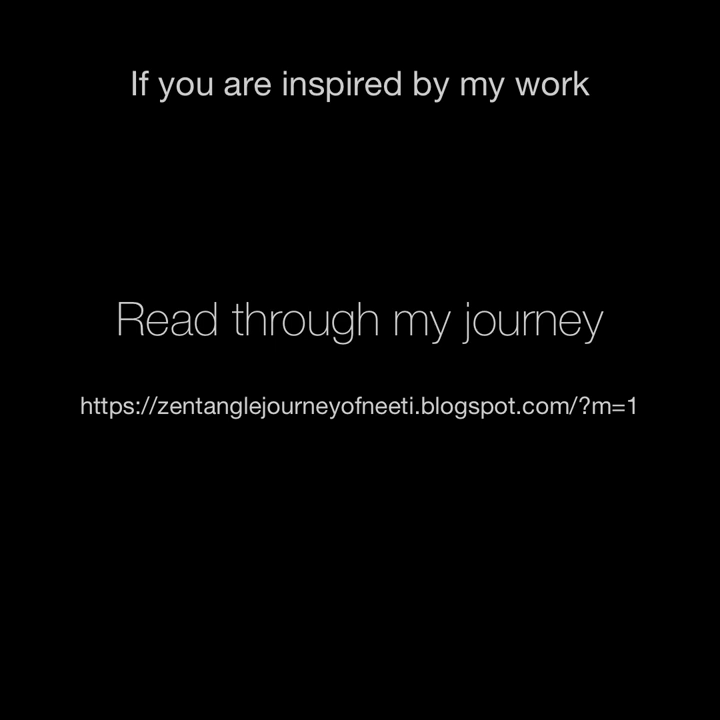 If you are inspired by my work
Read through my journey
https://zentanglejourneyofneeti.blogspot.com/?m=1